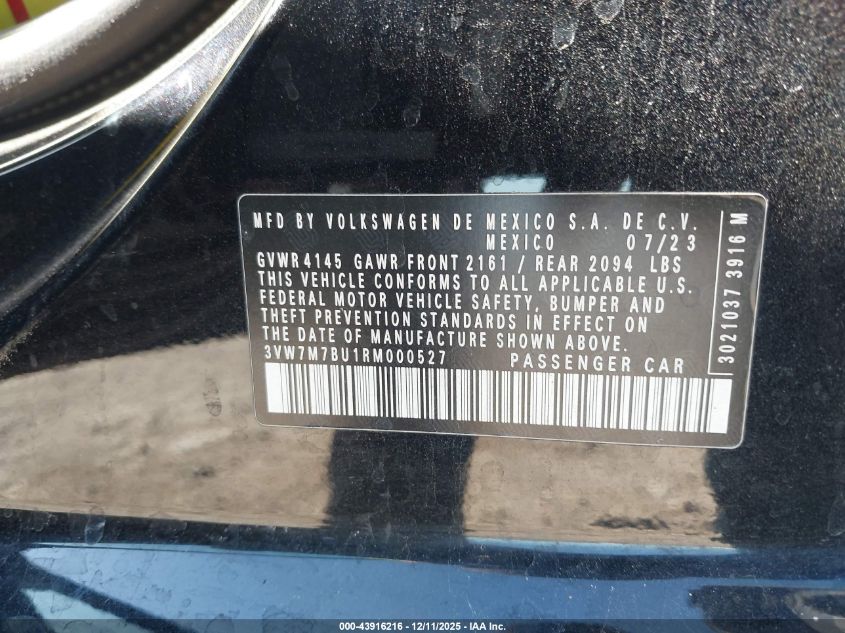 MFD BY VOLKSWAGEN DE MEXICO S.A. DE C.V.
MEXICO 07/23
GVWR 4145 GAWR FRONT 2161 / REAR 2094 LBS
THIS VEHICLE CONFORMS TO ALL APPLICABLE U.S.
FEDERAL MOTOR VEHICLE SAFETY, BUMPER AND
THEFT PREVENTION STANDARDS IN EFFECT ON
THE DATE OF MANUFACTURE SHOWN ABOVE.
3VW7M7BU1RM000527 PASSENGER CAR
3021037 3916 M
000-43916216 - 12/11/2025 - IAA Inc.